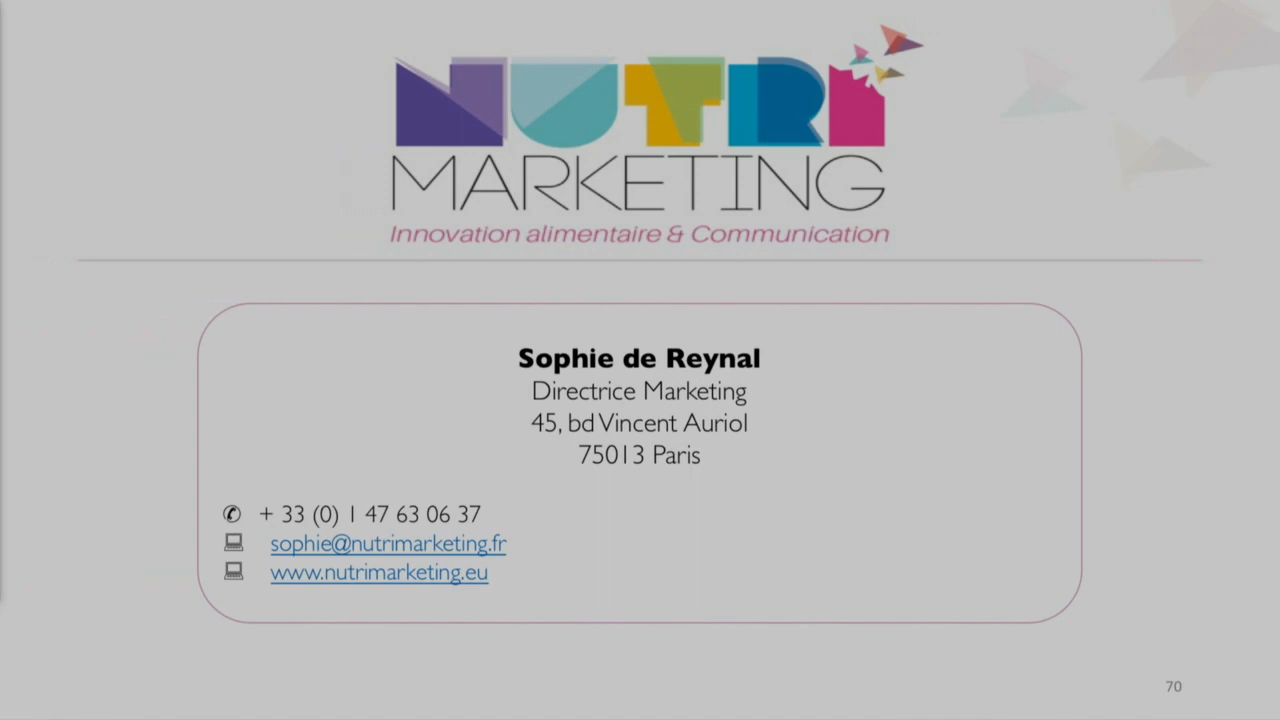 NUTRI
MARKETING
Innovation alimentaire & Communication
Sophie de Reynal
Directrice Marketing
45, bd Vincent Auriol
75013 Paris
✆ + 33 (0) 1 47 63 06 37
sophie@nutrimarketing.fr
www.nutrimarketing.eu
70